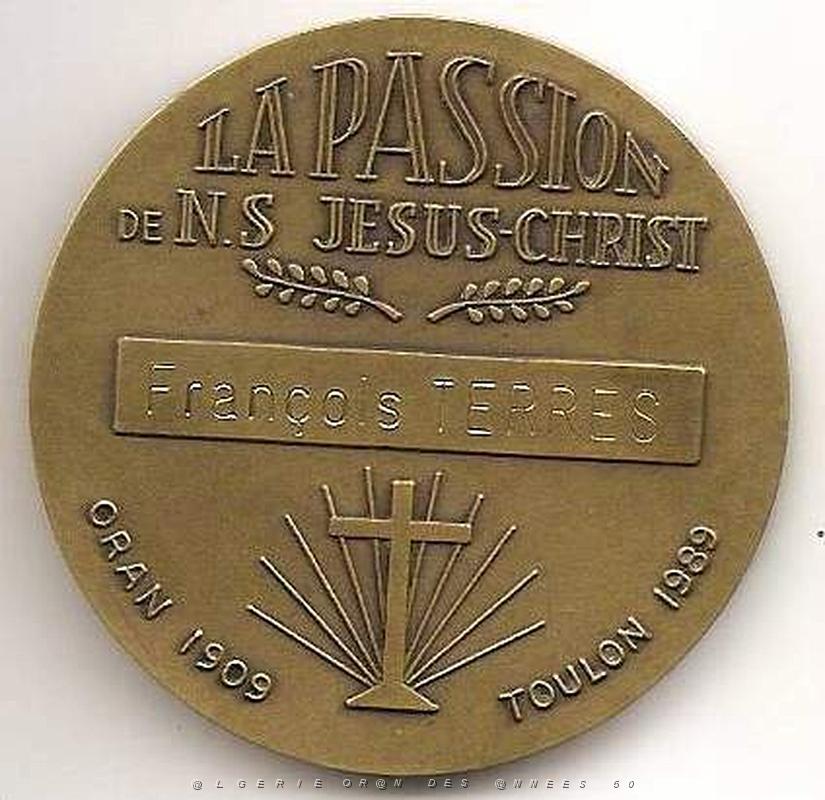 LA PASSION
DE N.S JESUS-CHRIST
François TERRES
ORAN 1909
TOULON 1989
@LGERIE OR@N DES @NNEES 50